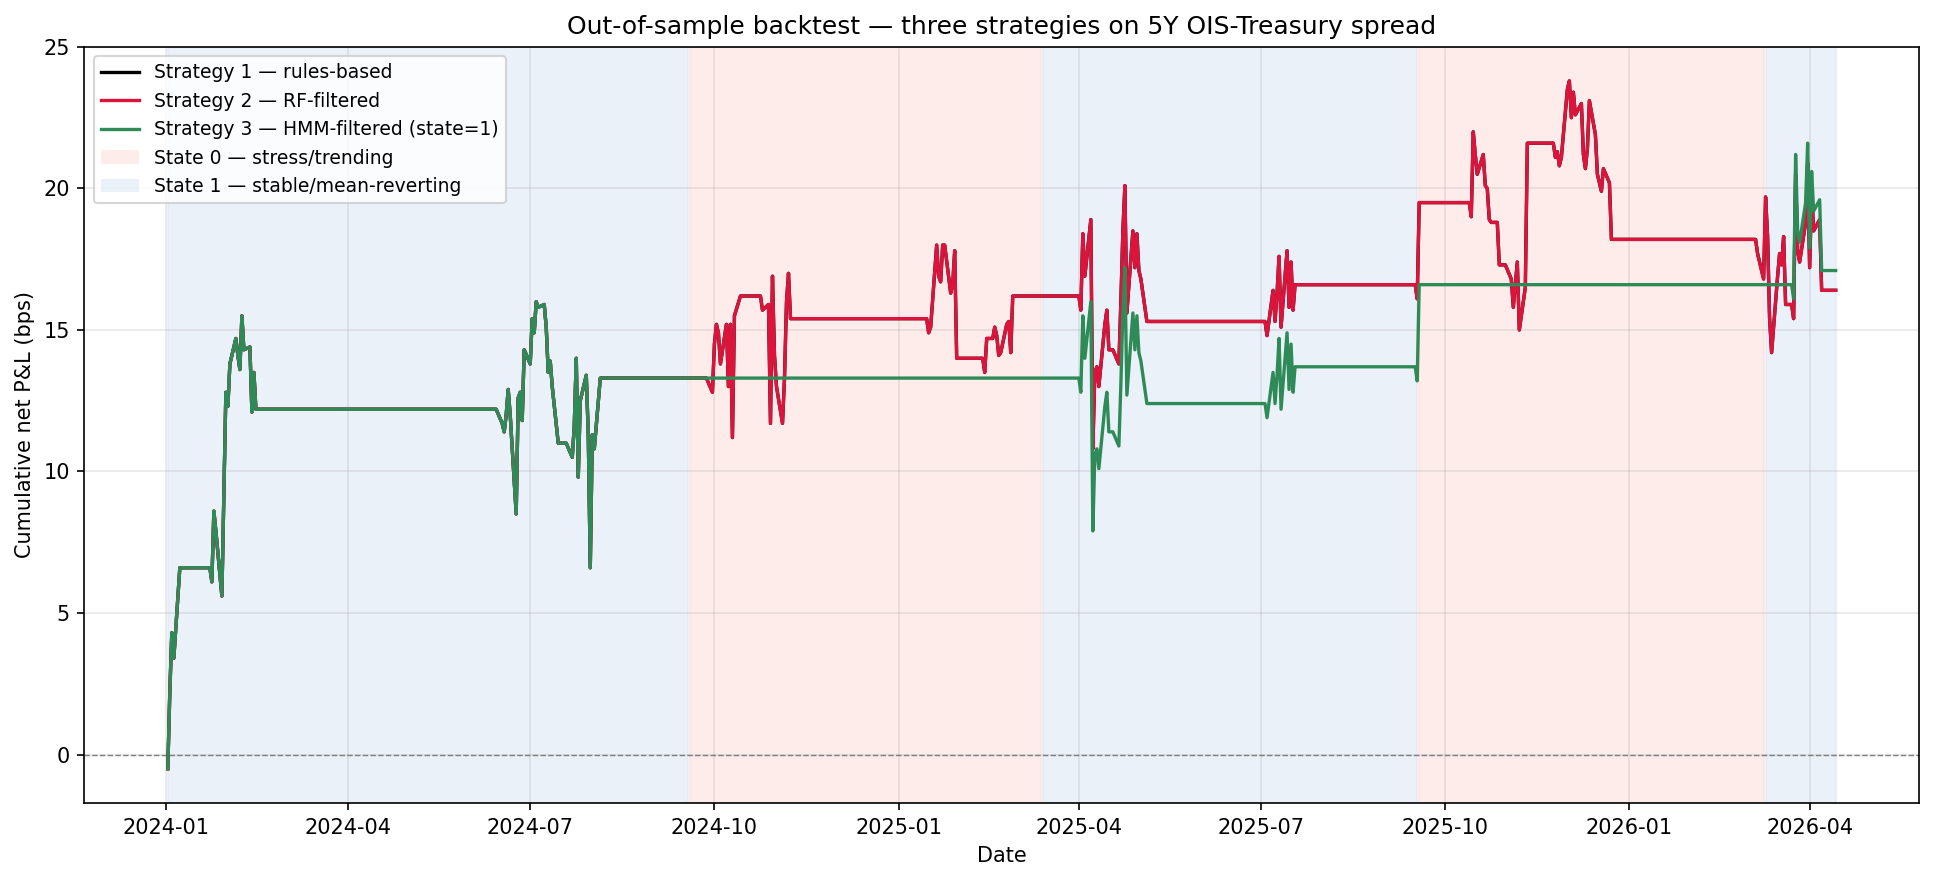 Out-of-sample backtest — three strategies on 5Y OIS-Treasury spread
25
20
15
10
5
0
Cumulative net P&L (bps)
Strategy 1 — rules-based
Strategy 2 — RF-filtered
Strategy 3 — HMM-filtered (state=1)
State 0 — stress/trending
State 1 — stable/mean-reverting
2024-01 2024-04 2024-07 2024-10 2025-01 2025-04 2025-07 2025-10 2026-01 2026-04
Date